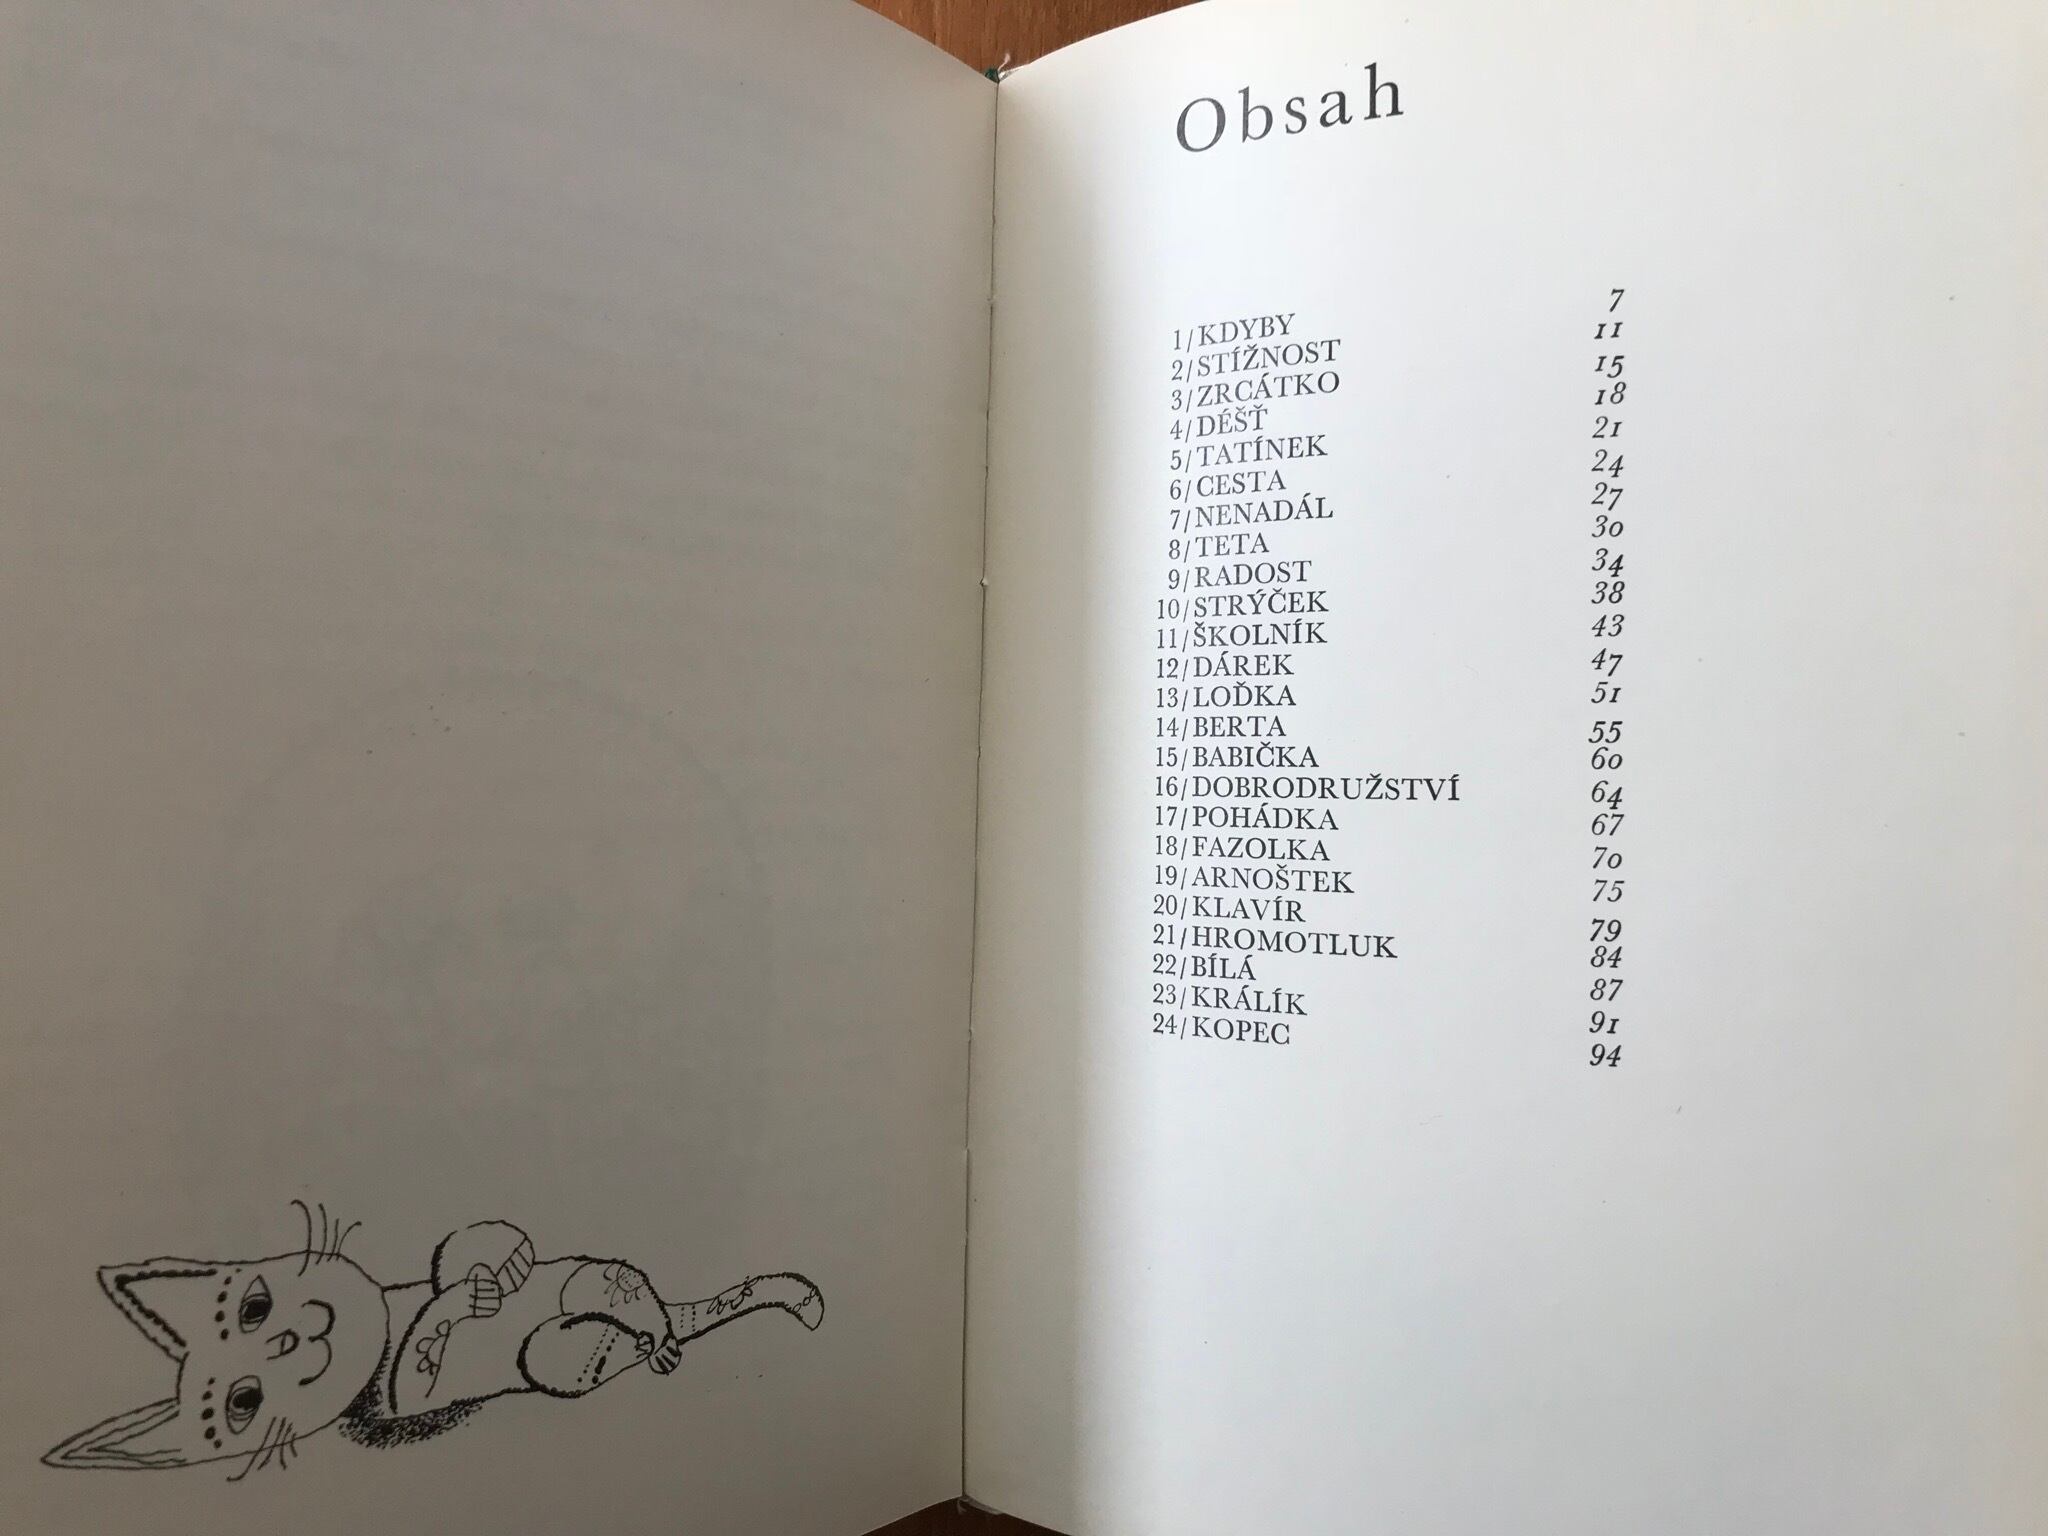 Obsah
1/KDYBY 7
2/STÍŽNOST 11
3/ZRCÁTKO 15
4/DÉŠŤ 18
5/TATÍNEK 21
6/CESTA 24
7/NENADÁL 27
8/TETA 30
9/RADOST 34
10/STRÝČEK 38
11/ŠKOLNÍK 43
12/DÁREK 47
13/LOĎKA 51
14/BERTA 55
15/BABIČKA 60
16/DOBRODRUŽSTVÍ 64
17/POHÁDKA 67
18/FAZOLKA 70
19/ARNOŠTEK 75
20/KLAVÍR 79
21/HROMOTLUK 84
22/BÍLÁ 87
23/KRÁLÍK 91
24/KOPEC 94